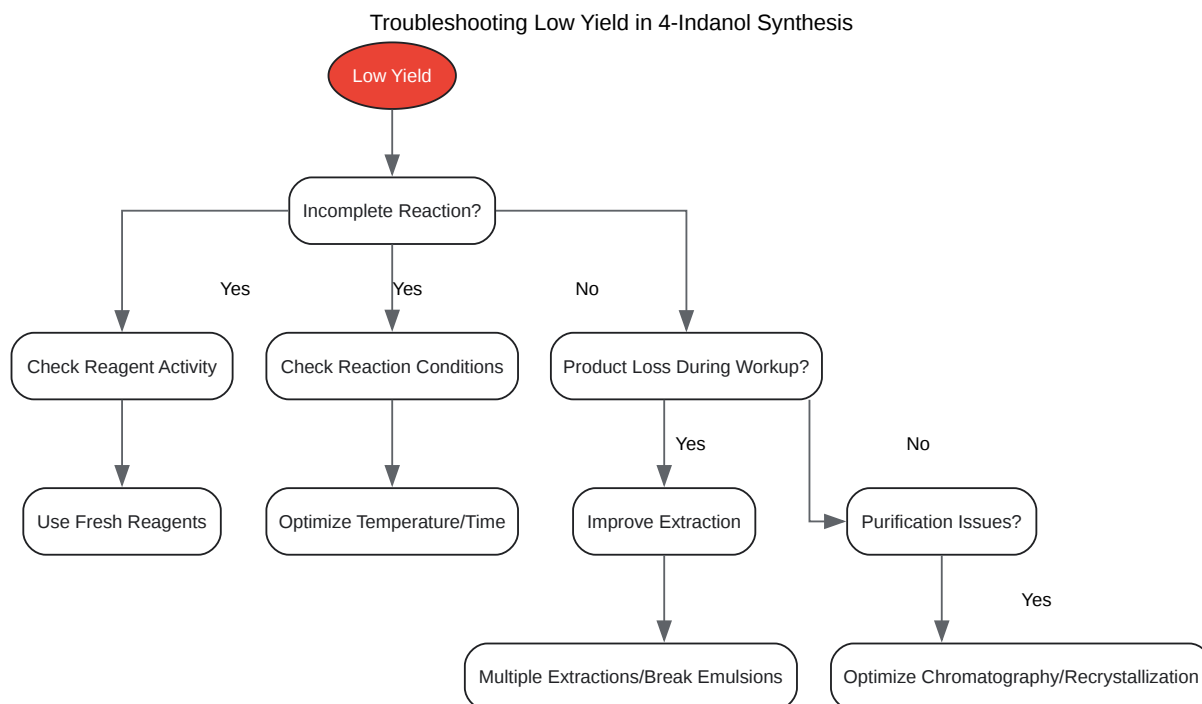 Troubleshooting Low Yield in 4-Indanol Synthesis
Low Yield
Incomplete Reaction?
Yes
Yes
No
Check Reagent Activity
Check Reaction Conditions
Product Loss During Workup?
Yes
No
Use Fresh Reagents
Optimize Temperature/Time
Improve Extraction
Purification Issues?
Yes
Multiple Extractions/Break Emulsions
Optimize Chromatography/Recrystallization